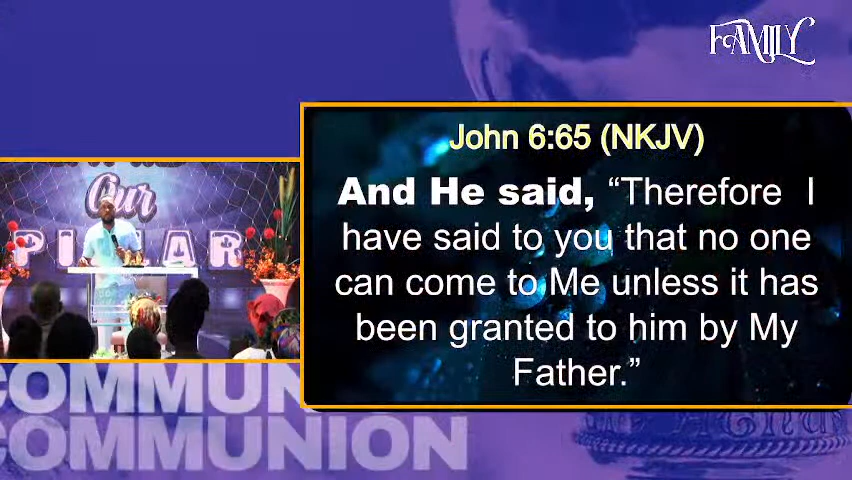 FAMILY
John 6:65 (NKJV)
And He said, “Therefore I
have said to you that no one
can come to Me unless it has
been granted to him by My
Father.”
Our
COMMUN
COMMUNION